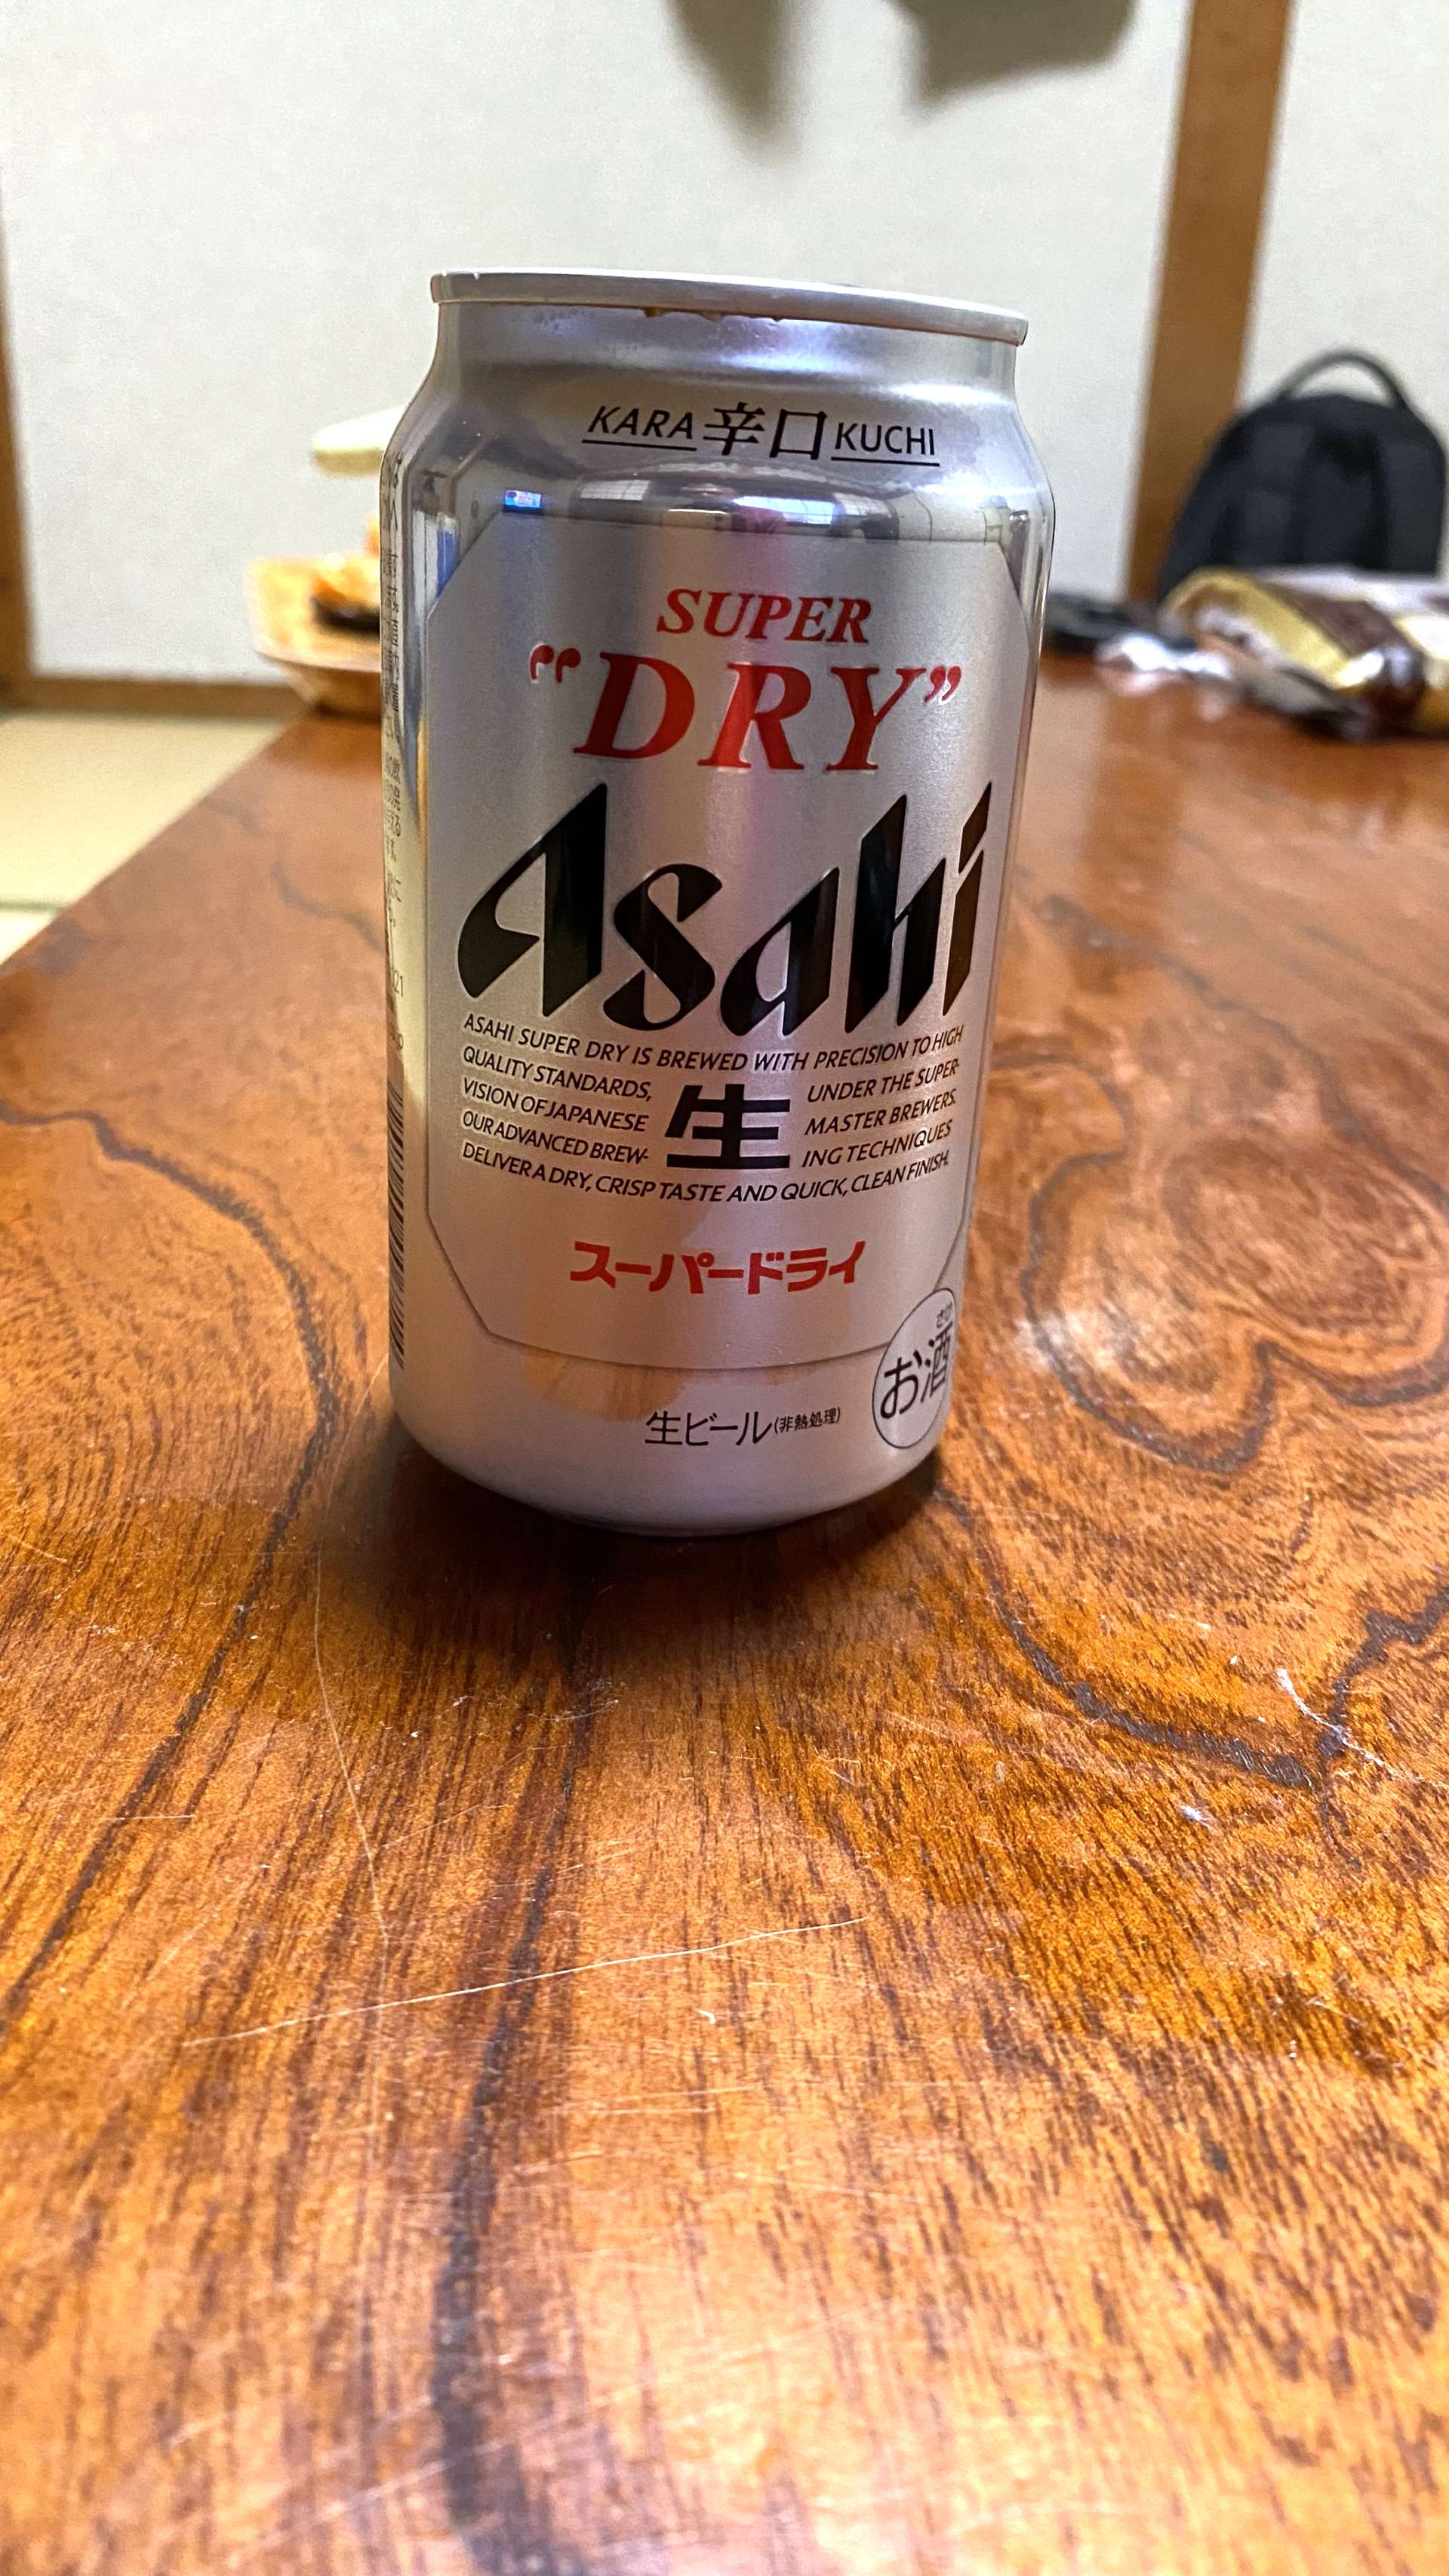 KARA 辛口 KUCHI
SUPER
"DRY"
Asahi
ASAHI SUPER DRY IS BREWED WITH PRECISION TO HIGH
QUALITY STANDARDS, UNDER THE SUPER-
VISION OF JAPANESE MASTER BREWERS.
OUR ADVANCED BREW- ING TECHNIQUES
生
DELIVER A DRY, CRISP TASTE AND QUICK, CLEAN FINISH.
スーパードライ
さけ
お酒
生ビール(非熱処理)